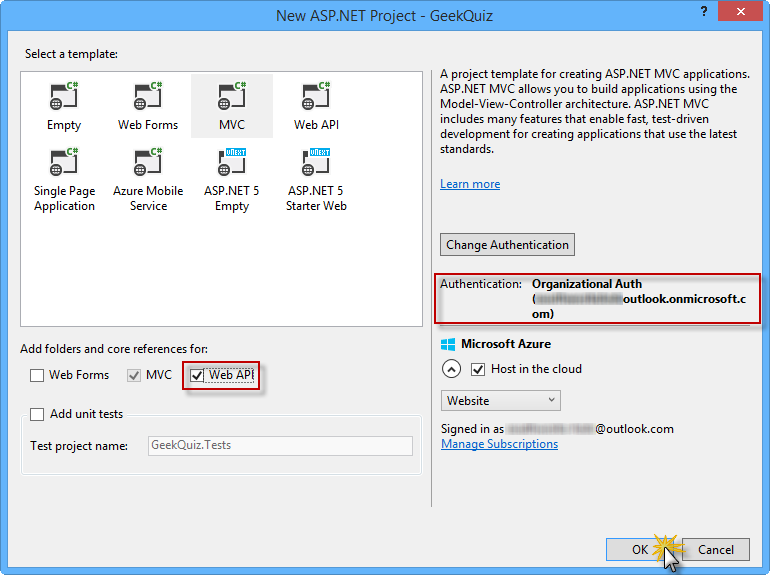 New ASP.NET Project - GeekQuiz
?
Select a template:
C#
Empty
C#
Web Forms
C#
MVC
C#
Web API
C#
Single Page
Application
C#
Azure Mobile
Service
vNEXT
ASP.NET 5
Empty
vNEXT
ASP.NET 5
Starter Web
Add folders and core references for:
Web Forms
MVC
Web API
Add unit tests
Test project name:
GeekQuiz.Tests
A project template for creating ASP.NET MVC applications.
ASP.NET MVC allows you to build applications using the
Model-View-Controller architecture. ASP.NET MVC
includes many features that enable fast, test-driven
development for creating applications that use the latest
standards.
Learn more
Change Authentication
Authentication: Organizational Auth
(outlook.onmicrosoft.c
om)
Microsoft Azure
Host in the cloud
Website
Signed in as @outlook.com
Manage Subscriptions
OK
Cancel